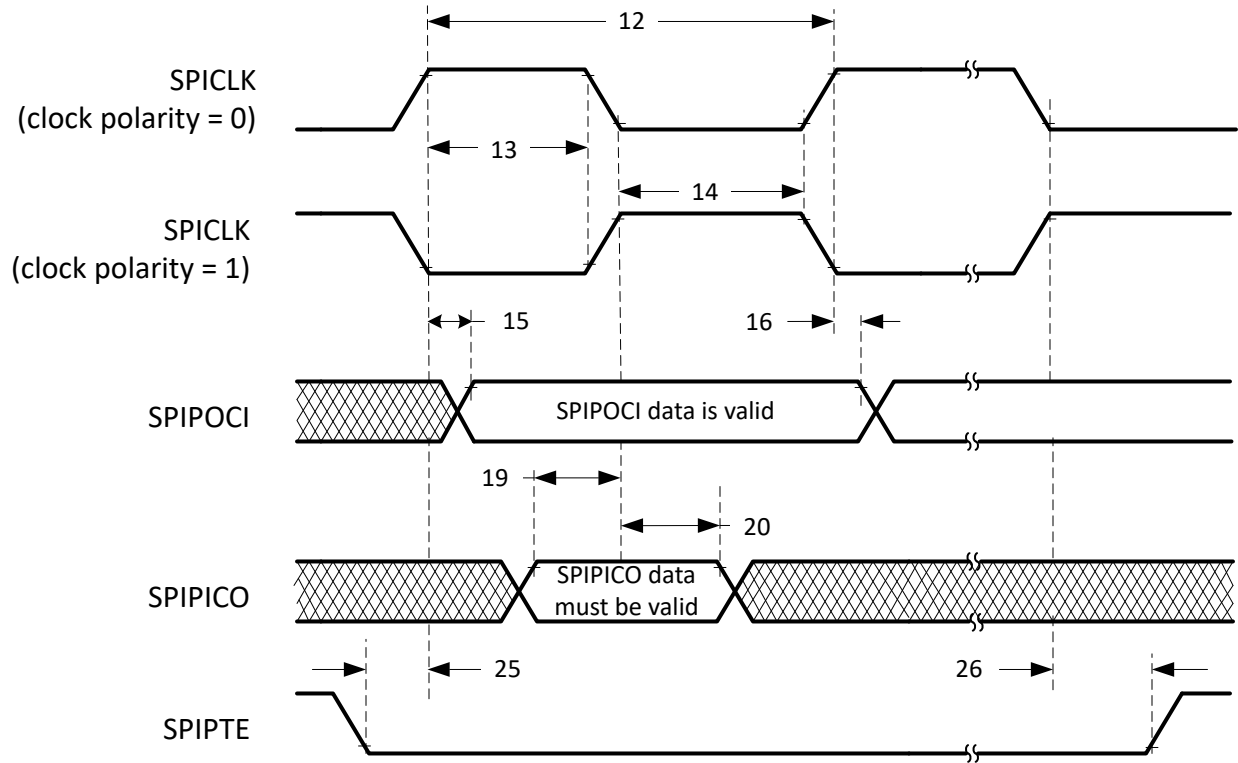 12
SPICLK
(clock polarity = 0)
13
14
SPICLK
(clock polarity = 1)
15
16
SPIPOCI
SPIPOCI data is valid
19
20
SPIPICO
SPIPICO data
must be valid
25
26
SPIPTE